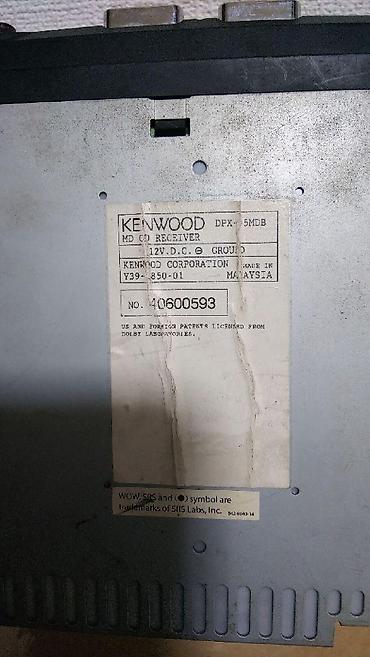 KENWOOD
MD CD RECEIVER
12V.D.C. ⊖ GROUND
KENWOOD CORPORATION MADE IN
MALAYSIA
NO. 40600593
US AND FOREIGN PATENTS LICENSED FROM
DOLBY LABORATORIES.
WOW, SRS and (●) symbol are
trademarks of SRS Labs, Inc.